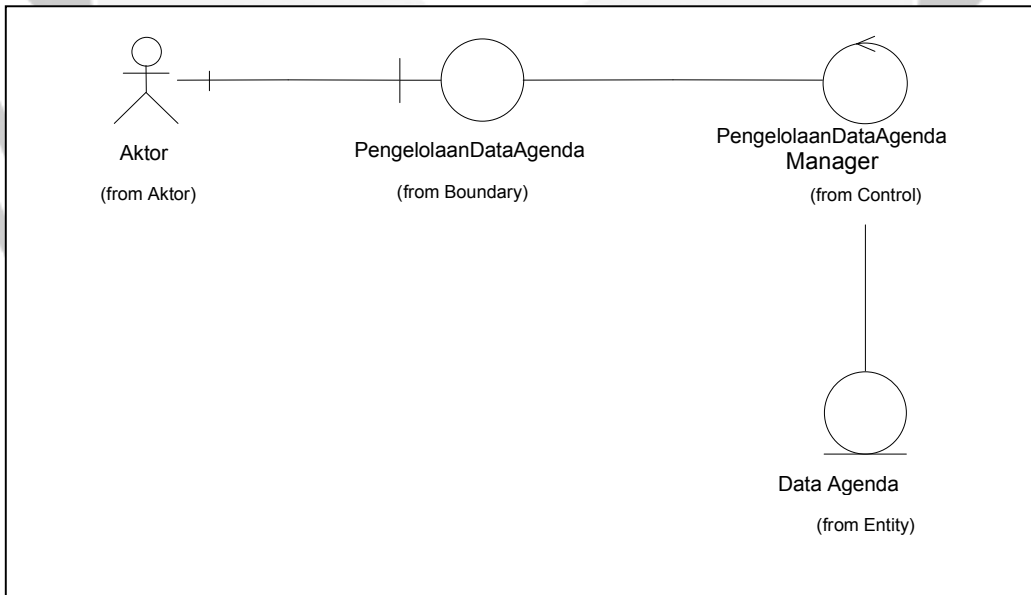 Aktor
(from Aktor)
PengelolaanDataAgenda
(from Boundary)
PengelolaanDataAgenda
Manager
(from Control)
Data Agenda
(from Entity)